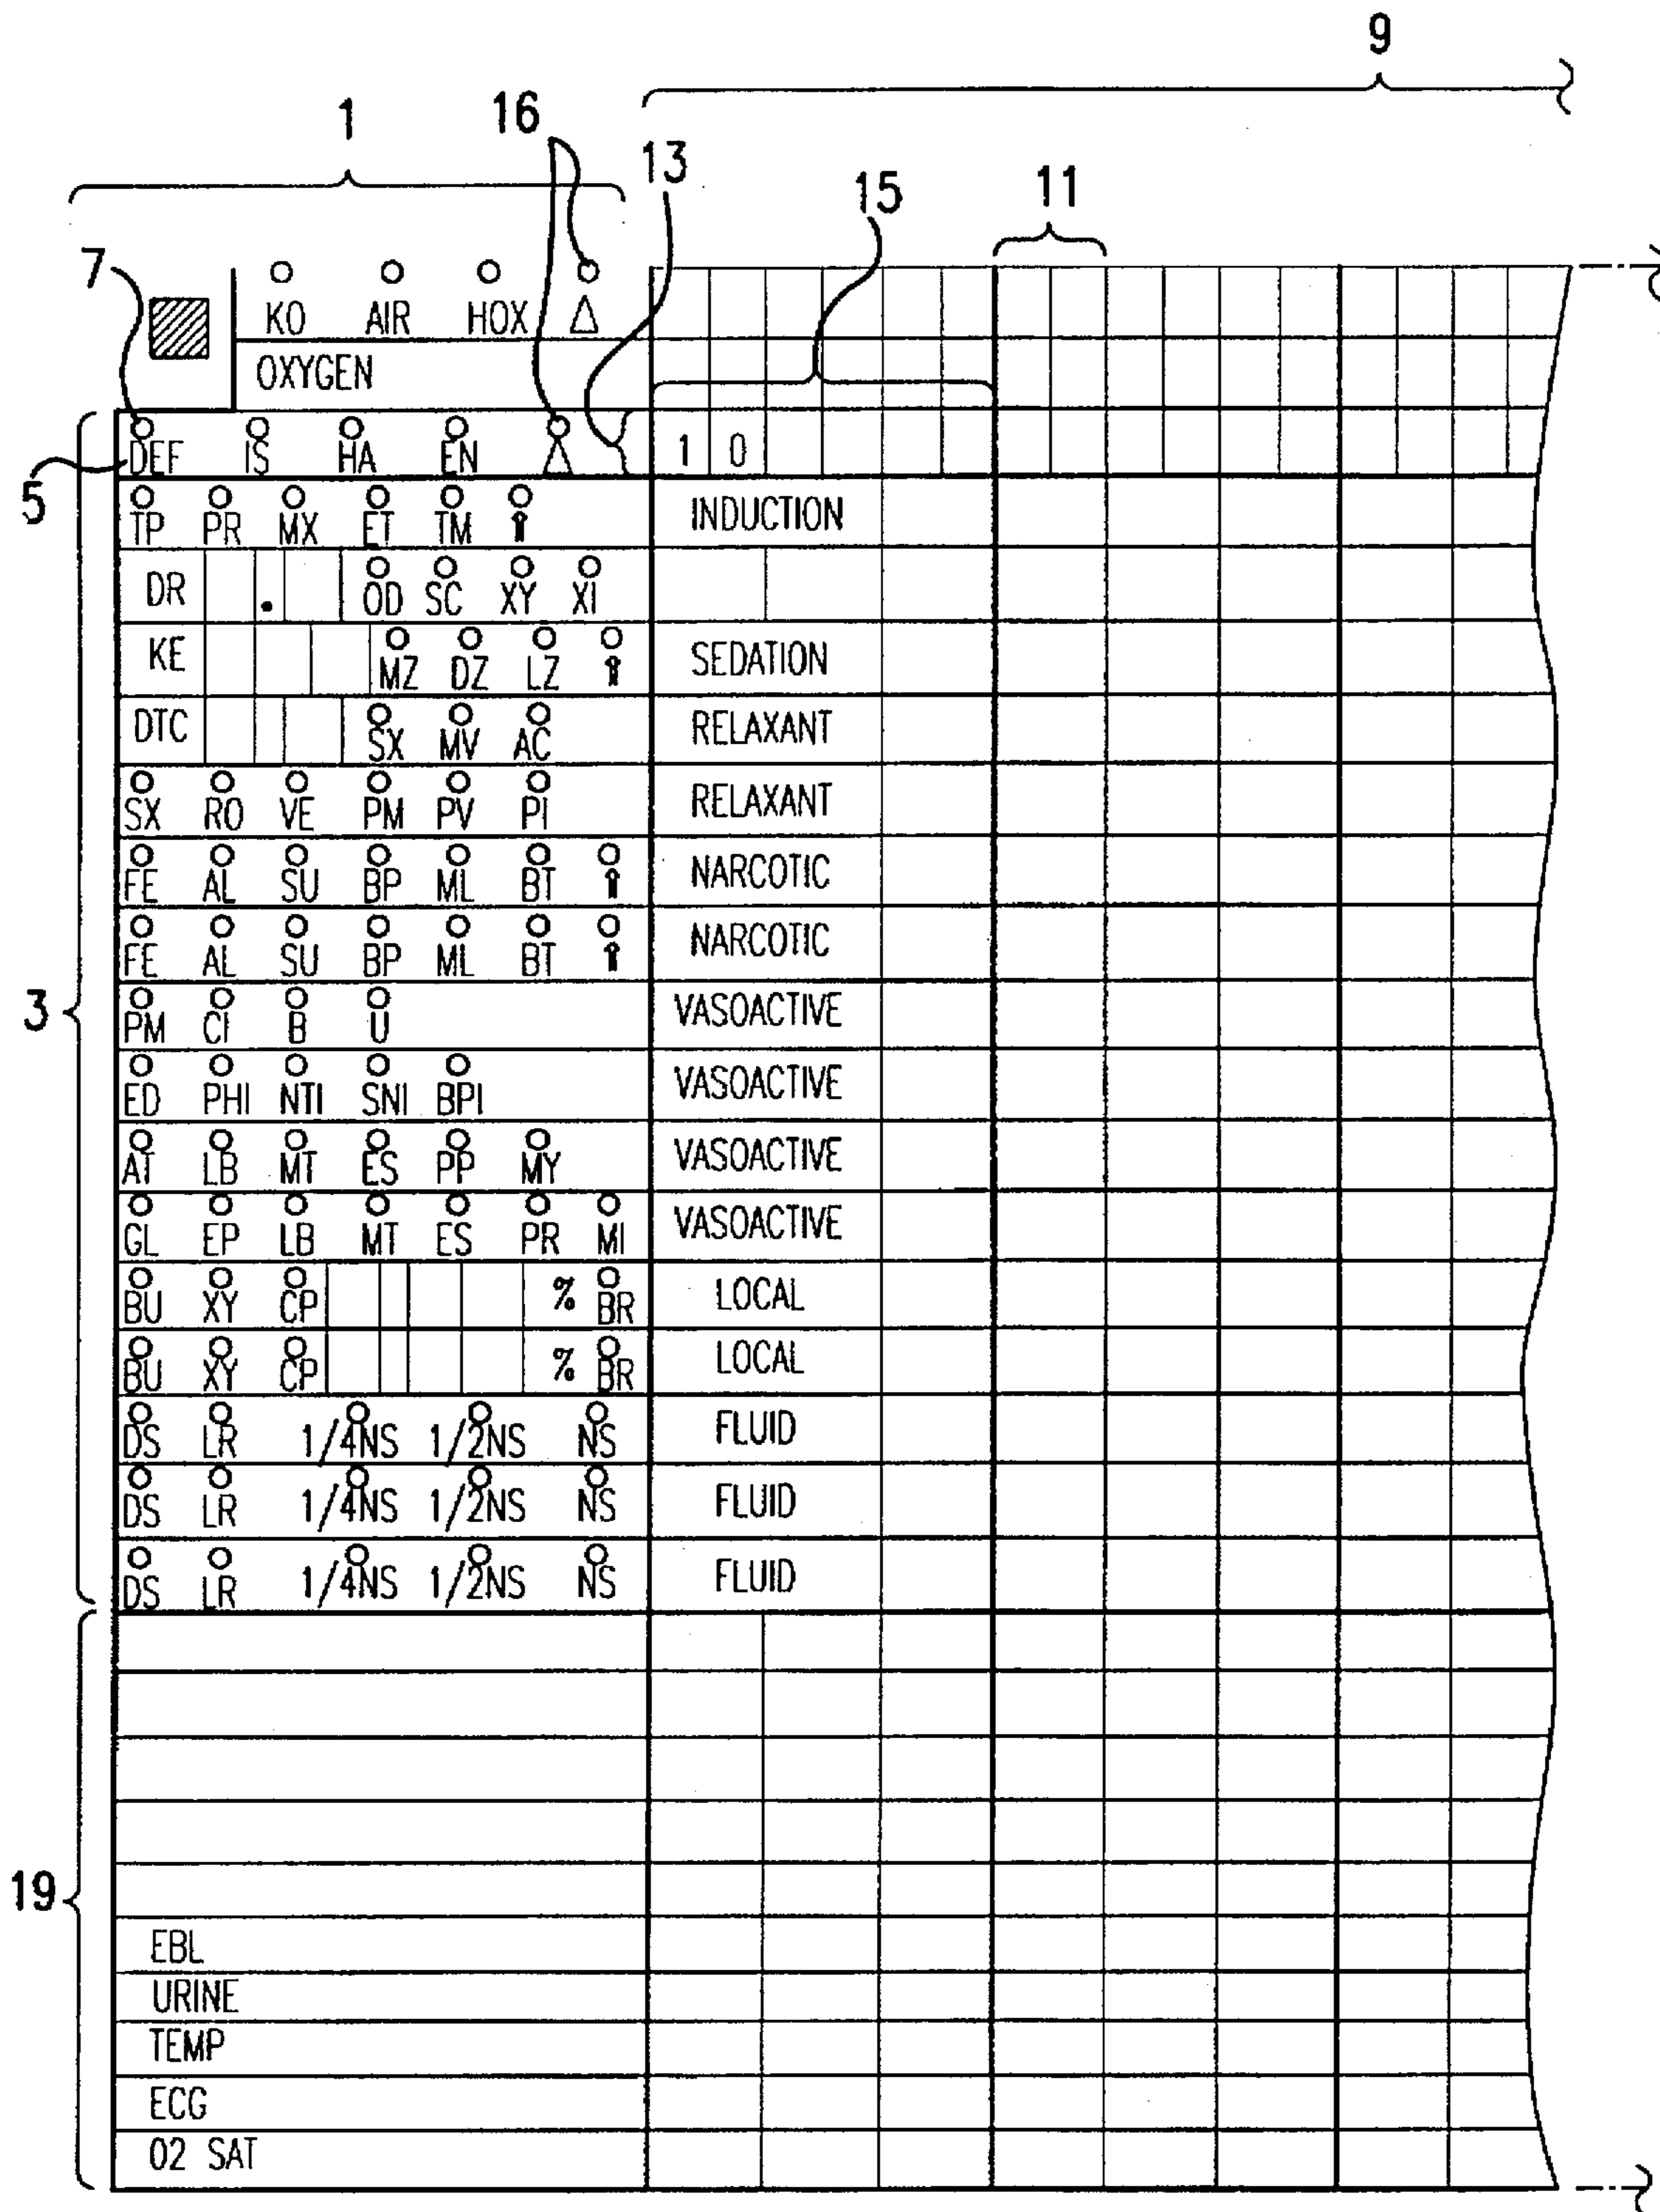 9
1 16 13 15 11
7
KO AIR HOX Δ
OXYGEN
5 DEF IS HA EN Δ 1 0
TP PR MX ET TM ⇑ INDUCTION
DR . OD SC XY XI
KE MZ DZ LZ ⇑ SEDATION
DTC SX MV AC RELAXANT
SX RO VE PM PV PI RELAXANT
FE AL SU BP ML BT ⇑ NARCOTIC
FE AL SU BP ML BT ⇑ NARCOTIC
3
PM CI B U VASOACTIVE
ED PHI NTI SNI BPI VASOACTIVE
AT LB MT ES PP MY VASOACTIVE
GL EP LB MT ES PR MI VASOACTIVE
BU XY CP % BR LOCAL
BU XY CP % BR LOCAL
DS LR 1/4NS 1/2NS NS FLUID
DS LR 1/4NS 1/2NS NS FLUID
DS LR 1/4NS 1/2NS NS FLUID
19
EBL
URINE
TEMP
ECG
O2 SAT